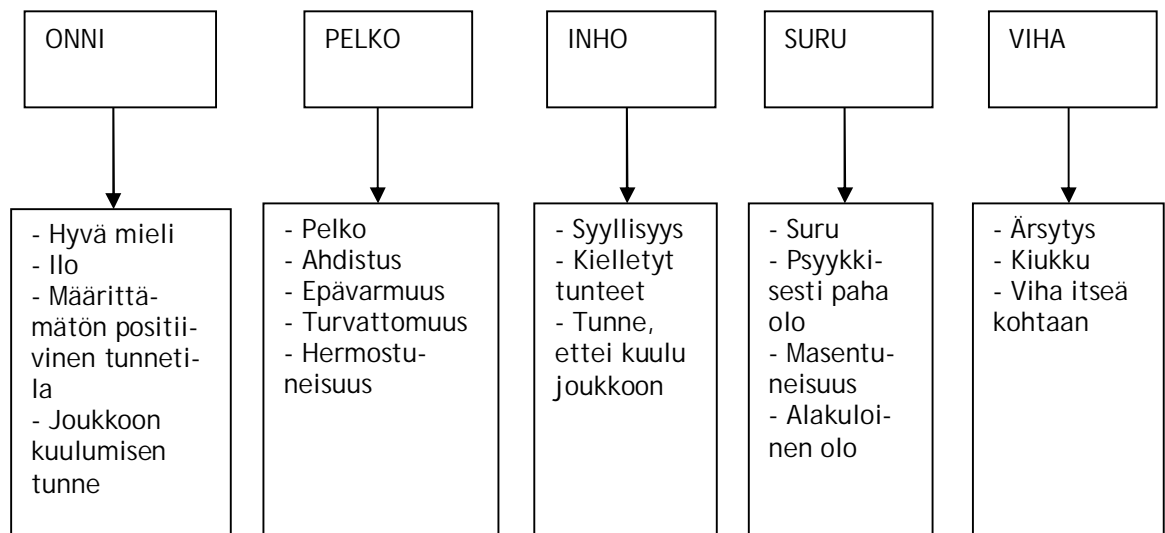 ONNI
PELKO
INHO
SURU
VIHA
- Hyvä mieli
- Ilo
- Määrittä-
mätön positii-
vinen tunneti-
la
- Joukkoon
kuulumisen
tunne
- Pelko
- Ahdistus
- Epävarmuus
- Turvattomuus
- Hermostu-
neisuus
- Syyllisyys
- Kielletyt
tunteet
- Tunne,
ettei kuulu
joukkoon
- Suru
- Psyykki-
sesti paha
olo
- Masentu-
neisuus
- Alakuloi-
nen olo
- Ärsytys
- Kiukku
- Viha itseä
kohtaan